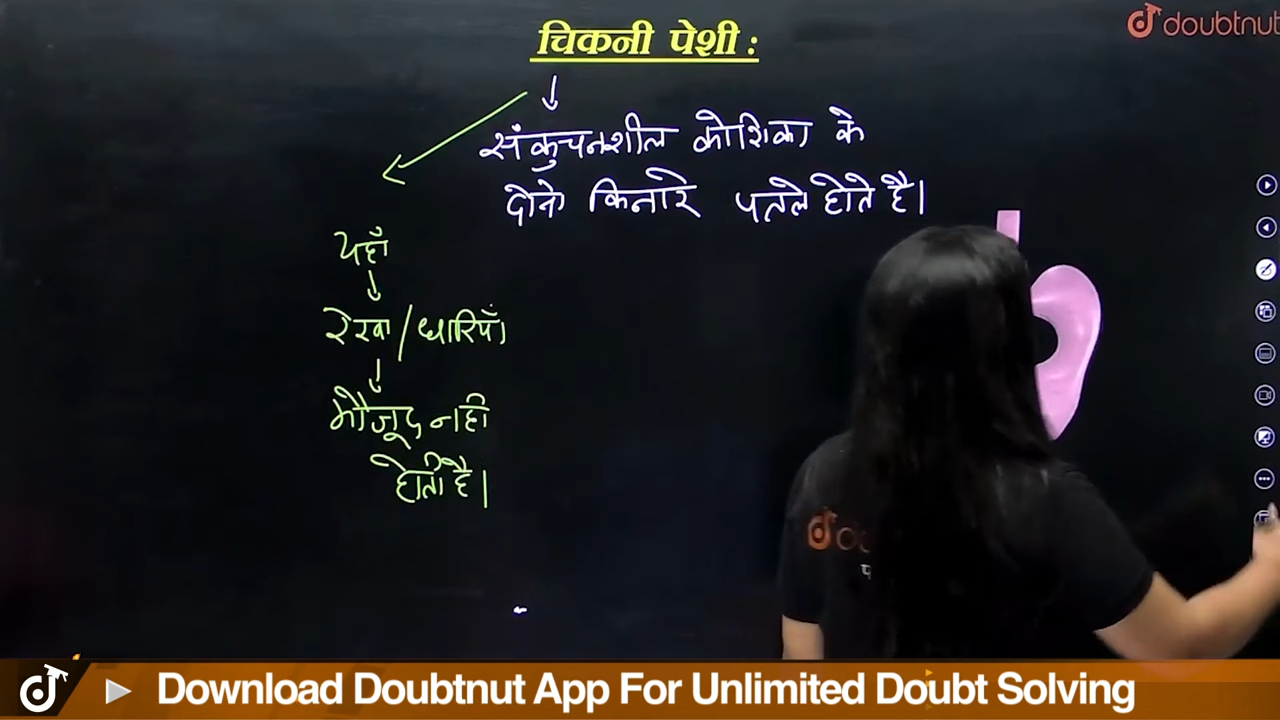 चिकनी पेशी :
doubtnut
↓
संकुचनशील कोशिका के
दोनो किनारे पतले होते है।
यहाँ
↓
रेखा / धारियाँ
↓
मौजूद नही
होती है।
Download Doubtnut App For Unlimited Doubt Solving